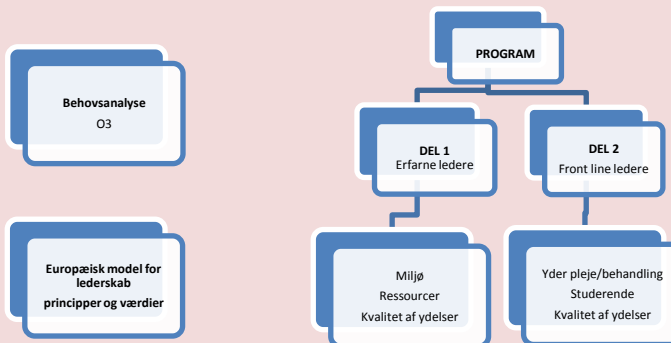 Behovsanalyse
O3
Europæisk model for
lederskab
principper og værdier
PROGRAM
DEL 1
Erfarne ledere
DEL 2
Front line ledere
Miljø
Ressourcer
Kvalitet af ydelser
Yder pleje/behandling
Studerende
Kvalitet af ydelser